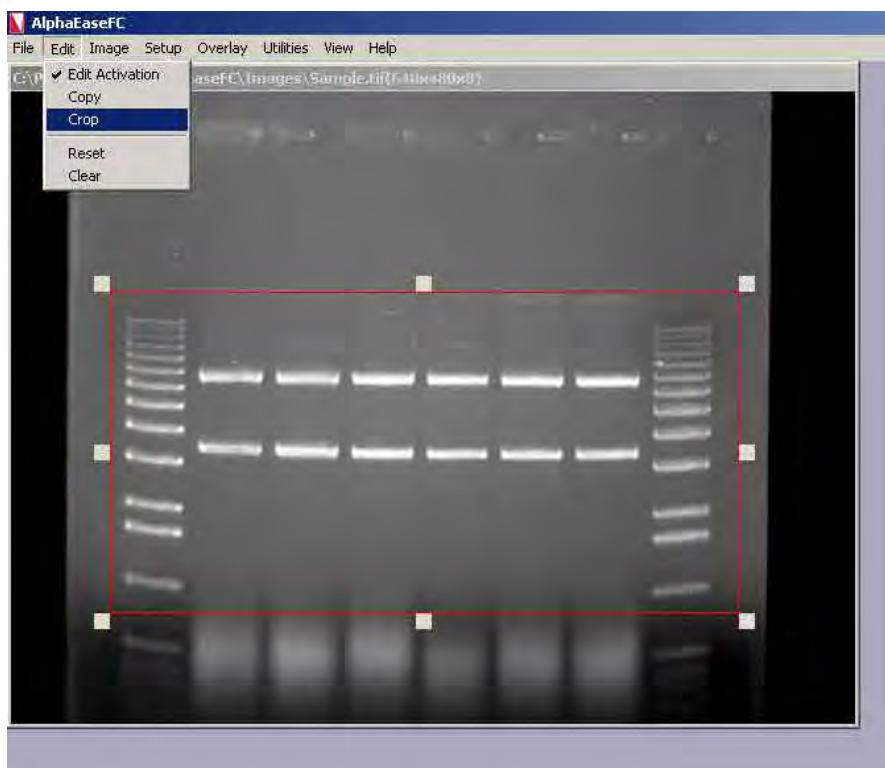 AlphaEaseFC
File Edit Image Setup Overlay Utilities View Help
C:\P aseFC\Images\Sample.tif(640x480x8)
✔ Edit Activation
Copy
Crop
Reset
Clear